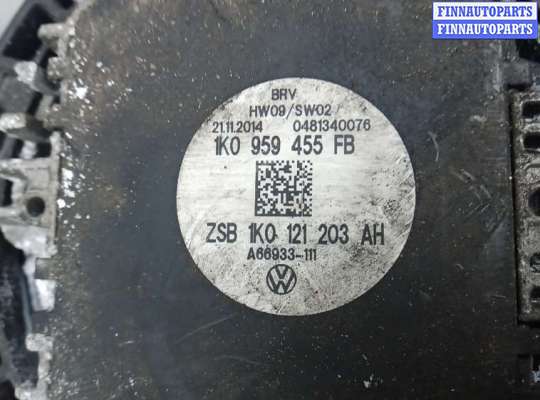 FINNAUTOPARTS
FINNAUTOPARTS
BRV
HW09/SW02/
21.11.2014 0481340076
1K0 959 455 FB
ZSB 1K0 121 203 AH
A66933-111